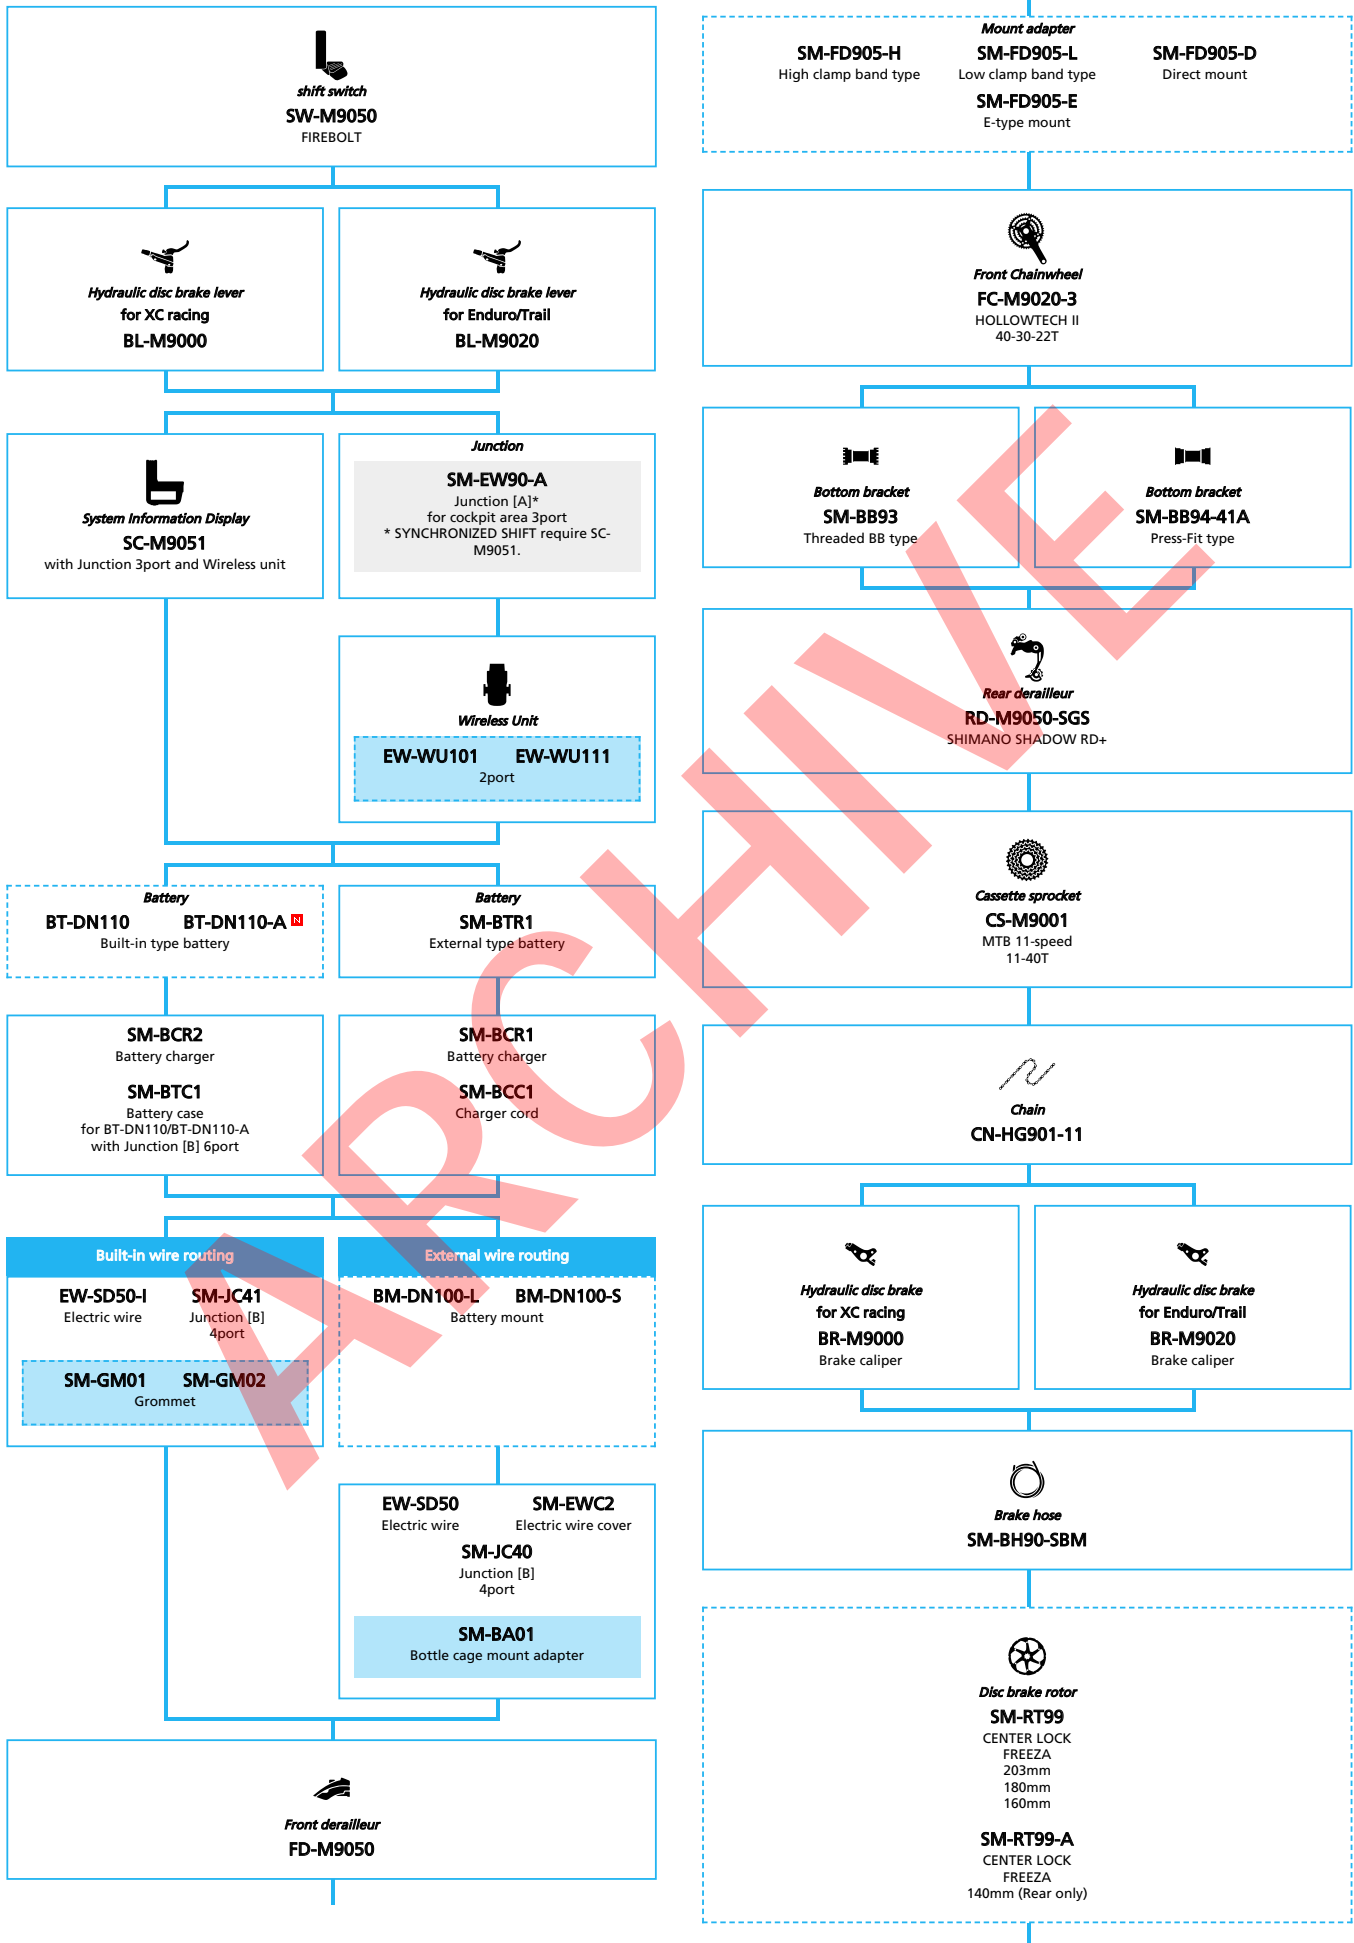 shift switch
SW-M9050
FIREBOLT
Hydraulic disc brake lever
for XC racing
BL-M9000
Hydraulic disc brake lever
for Enduro/Trail
BL-M9020
System Information Display
SC-M9051
with Junction 3port and Wireless unit
Junction
SM-EW90-A
Junction [A]*
for cockpit area 3port
* SYNCHRONIZED SHIFT require SC-
M9051.
Wireless Unit
EW-WU101 EW-WU111
2port
Battery
BT-DN110 BT-DN110-A N
Built-in type battery
Battery
SM-BTR1
External type battery
SM-BCR2
Battery charger
SM-BTC1
Battery case
for BT-DN110/BT-DN110-A
with Junction [B] 6port
SM-BCR1
Battery charger
SM-BCC1
Charger cord
Built-in wire routing
EW-SD50-I SM-JC41
Electric wire Junction [B]
4port
SM-GM01 SM-GM02
Grommet
External wire routing
BM-DN100-L BM-DN100-S
Battery mount
EW-SD50 SM-EWC2
Electric wire Electric wire cover
SM-JC40
Junction [B]
4port
SM-BA01
Bottle cage mount adapter
Front derailleur
FD-M9050
Mount adapter
SM-FD905-H SM-FD905-L SM-FD905-D
High clamp band type Low clamp band type Direct mount
SM-FD905-E
E-type mount
Front Chainwheel
FC-M9020-3
HOLLOWTECH II
40-30-22T
Bottom bracket
SM-BB93
Threaded BB type
Bottom bracket
SM-BB94-41A
Press-Fit type
Rear derailleur
RD-M9050-SGS
SHIMANO SHADOW RD+
Cassette sprocket
CS-M9001
MTB 11-speed
11-40T
Chain
CN-HG901-11
Hydraulic disc brake
for XC racing
BR-M9000
Brake caliper
Hydraulic disc brake
for Enduro/Trail
BR-M9020
Brake caliper
Brake hose
SM-BH90-SBM
Disc brake rotor
SM-RT99
CENTER LOCK
FREEZA
203mm
180mm
160mm
SM-RT99-A
CENTER LOCK
FREEZA
140mm (Rear only)
ARCHIVE